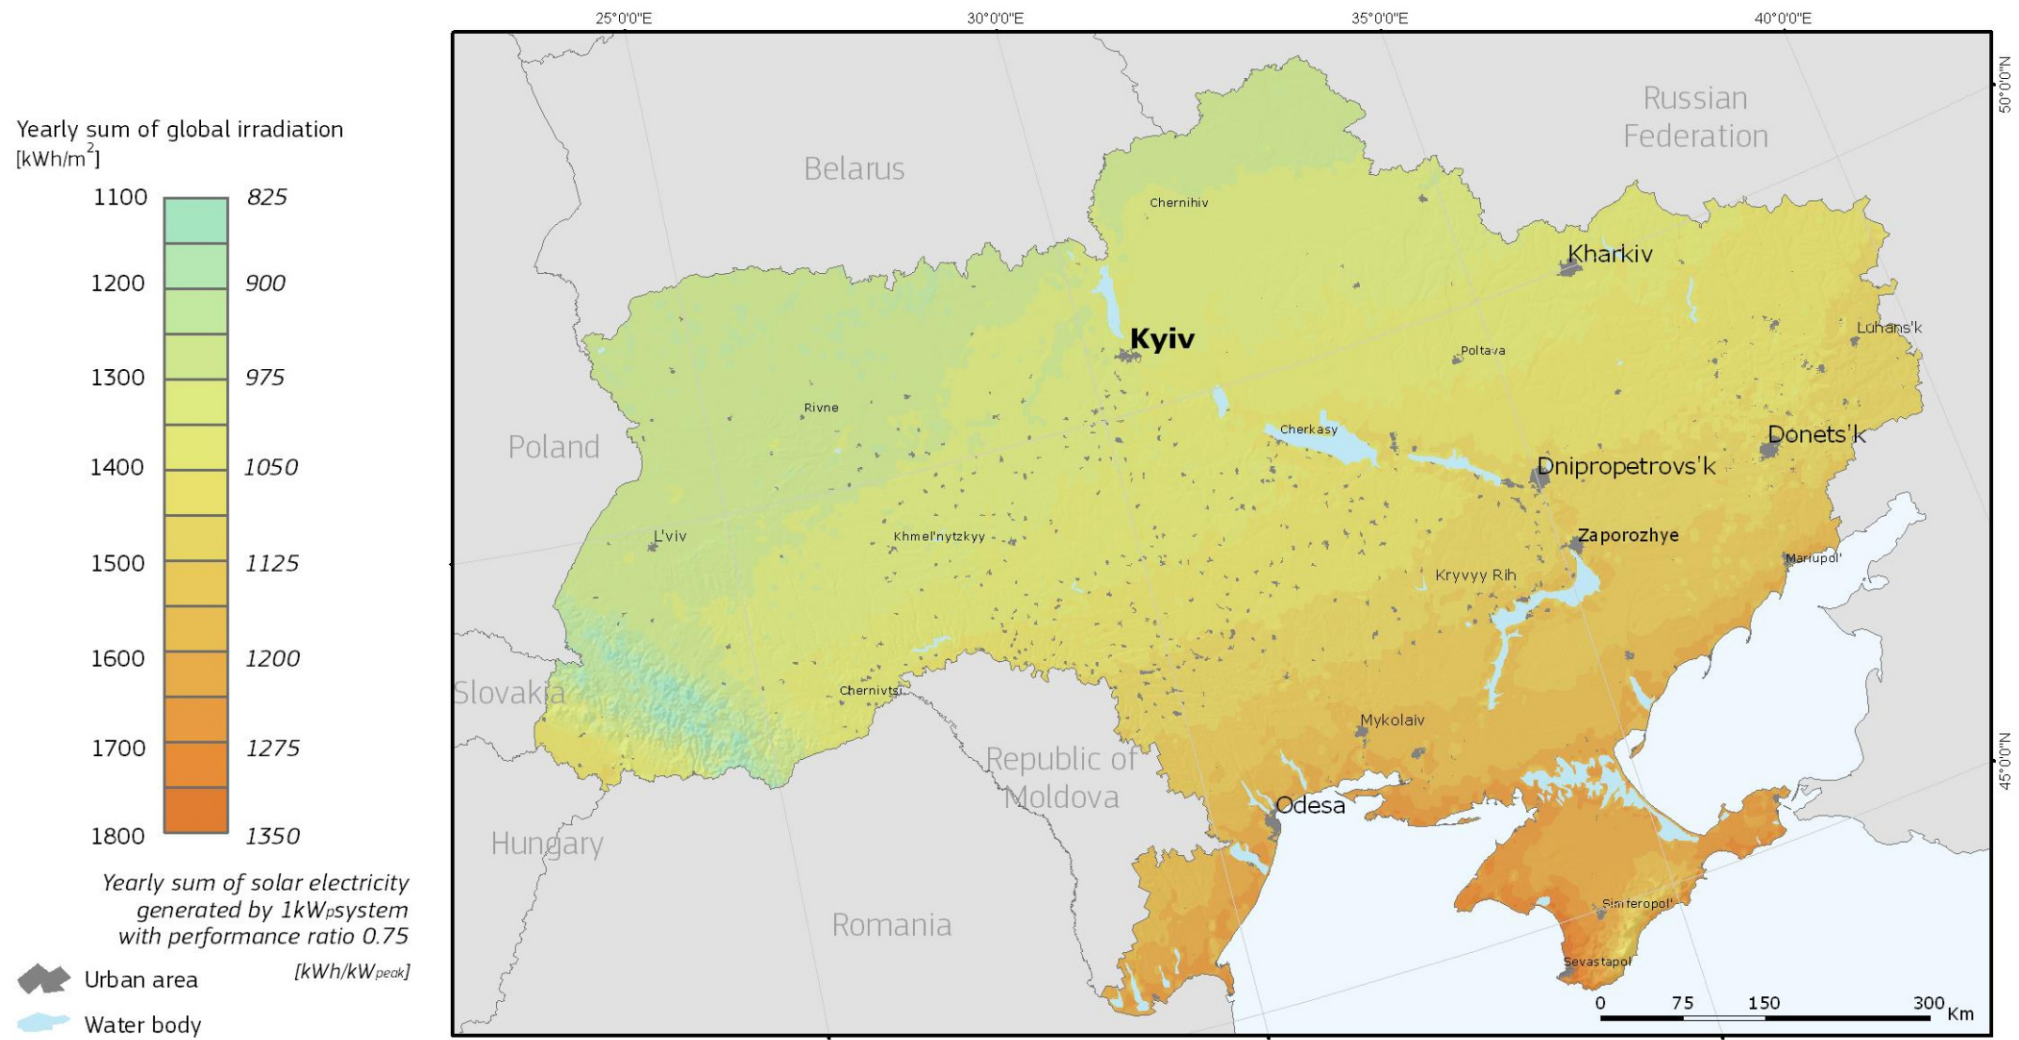 25°0'0"E 30°0'0"E 35°0'0"E 40°0'0"E
50°0'0"N
45°0'0"N
Yearly sum of global irradiation
[kWh/m2]
1100 825
1200 900
1300 975
1400 1050
1500 1125
1600 1200
1700 1275
1800 1350
Yearly sum of solar electricity
generated by 1kWpsystem
with performance ratio 0.75
[kWh/kWpeak]
Urban area
Water body
Russian
Federation
Belarus
Chernihiv
Kharkiv
Luhans'k
Kyiv
Poltava
Rivne
Cherkasy
Donets'k
Poland
Dnipropetrovs'k
L'viv
Khmel'nytzkyy
Zaporozhye
Mariupol'
Kryvyy Rih
Slovakia
Chernivtsi
Mykolaiv
Republic of
Moldova
Odesa
Hungary
Simferopol'
Romania
Sevastapol
0 75 150 300 Km